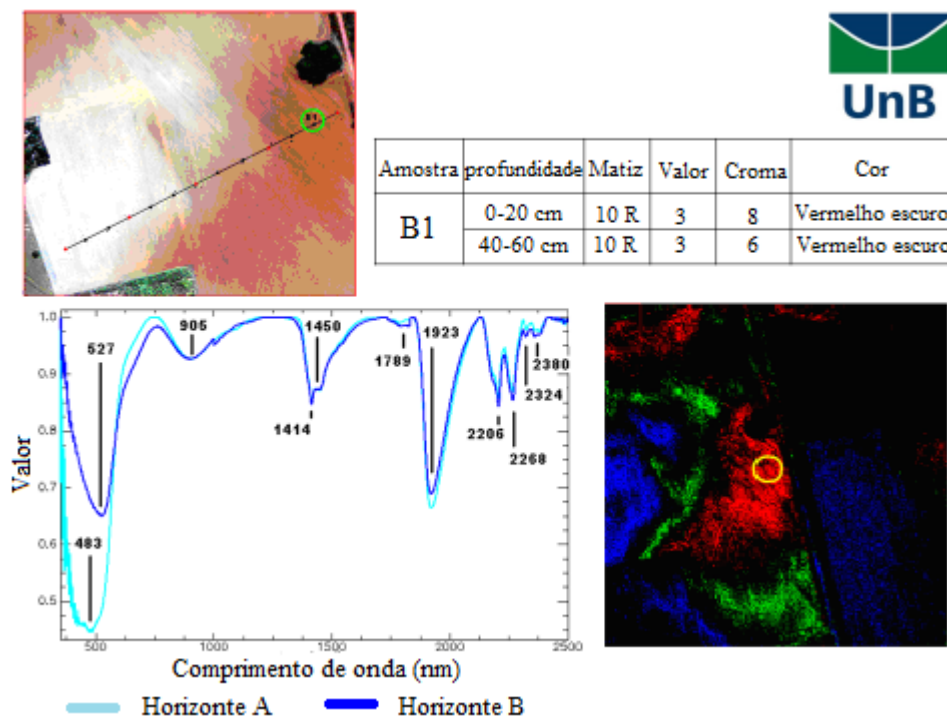 B1
UnB
Amostra profundidade Matiz Valor Croma Cor
B1 0-20 cm 10 R 3 8 Vermelho escuro
40-60 cm 10 R 3 6 Vermelho escuro
Valor
1.0
0.9
0.8
0.7
0.6
0.5
527
905
1450
1923
1789
2380
2324
1414
2206
2268
483
500 1000 1500 2000 2500
Comprimento de onda (nm)
Horizonte A Horizonte B